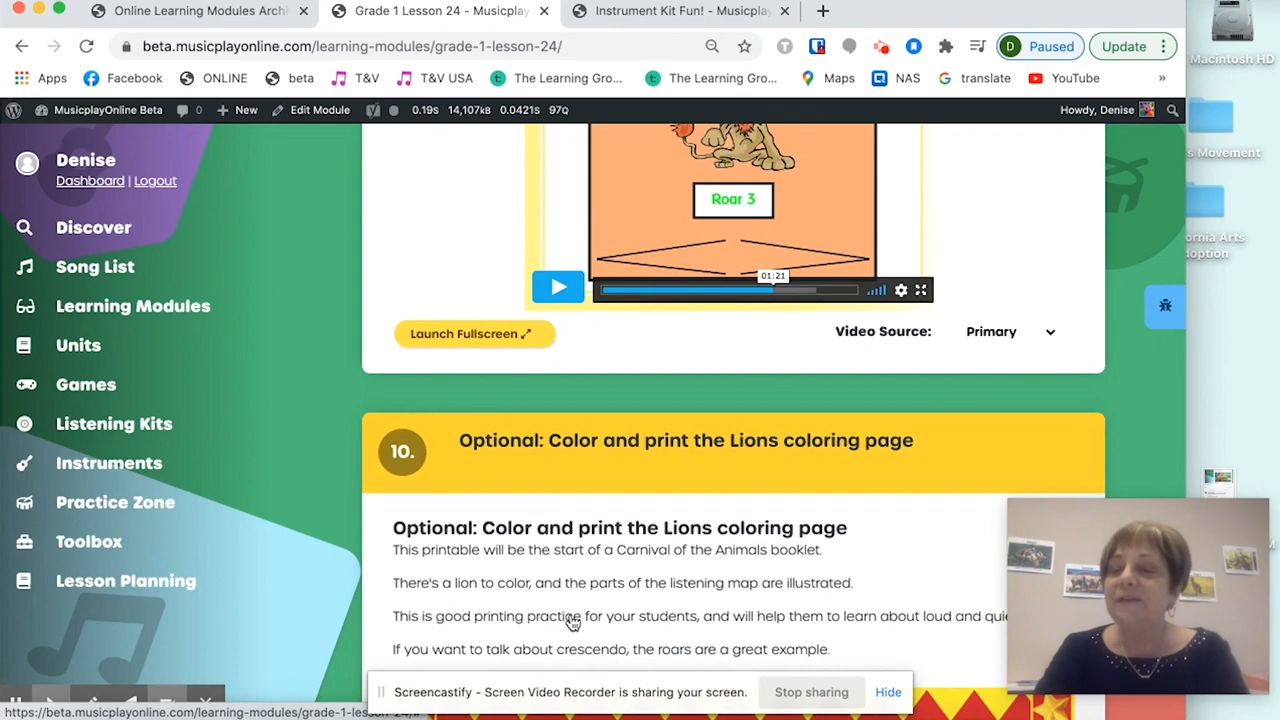 Online Learning Modules Archi
Grade 1 Lesson 24 - Musicplay
Instrument Kit Fun! - Musicplay
beta.musicplayonline.com/learning-modules/grade-1-lesson-24/
D Paused
Update
Apps
Facebook
ONLINE
beta
T&V
T&V USA
The Learning Gro...
The Learning Gro...
Maps
NAS
translate
YouTube
»
Macintosh HD
MusicplayOnline Beta
0
New
Edit Module
0.19s 14,107kB 0.0421s 97Q
Howdy, Denise
s Movement
ornia Arts
doption
Denise
Dashboard | Logout
Discover
Song List
Learning Modules
Units
Games
Listening Kits
Instruments
Practice Zone
Toolbox
Lesson Planning
Roar 3
01:21
Launch Fullscreen
Video Source:
Primary
10.
Optional: Color and print the Lions coloring page
Optional: Color and print the Lions coloring page
This printable will be the start of a Carnival of the Animals booklet.
There's a lion to color, and the parts of the listening map are illustrated.
This is good printing practice for your students, and will help them to learn about loud and quie
If you want to talk about crescendo, the roars are a great example.
Screencastify - Screen Video Recorder is sharing your screen.
Stop sharing
Hide
https://beta.musicplayonline.com/learning-modules/grade-1-lesson-24/#